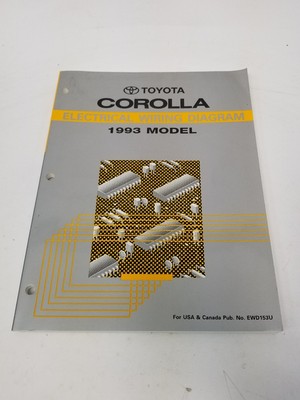 TOYOTA
COROLLA
ELECTRICAL WIRING DIAGRAM
1993 MODEL
For USA & Canada Pub. No. EWD153U